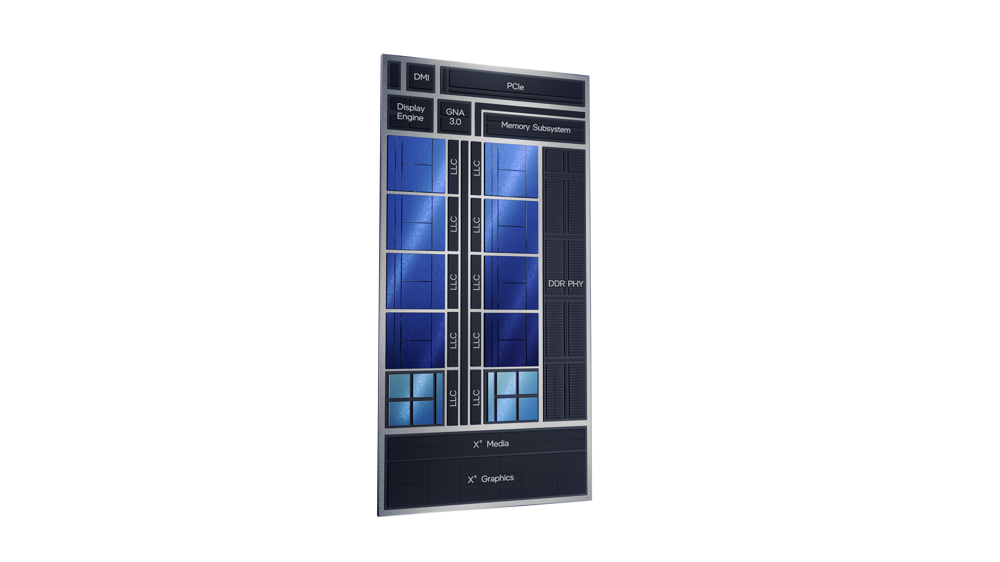 DMI
PCIe
Display
Engine
GNA
3.0
Memory Subsystem
LLC
LLC
LLC
LLC
LLC
LLC
DDR PHY
LLC
LLC
LLC
LLC
Xᵉ Media
Xᵉ Graphics